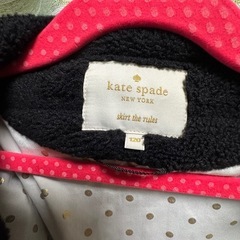 kate spade
NEW YORK
skirt the rules